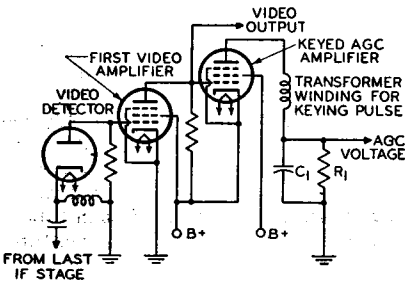 VIDEO
OUTPUT
FIRST VIDEO
AMPLIFIER
KEYED AGC
AMPLIFIER
VIDEO
DETECTOR
TRANSFORMER
WINDING FOR
KEYING PULSE
AGC
VOLTAGE
C1
R1
B+
B+
FROM LAST
IF STAGE